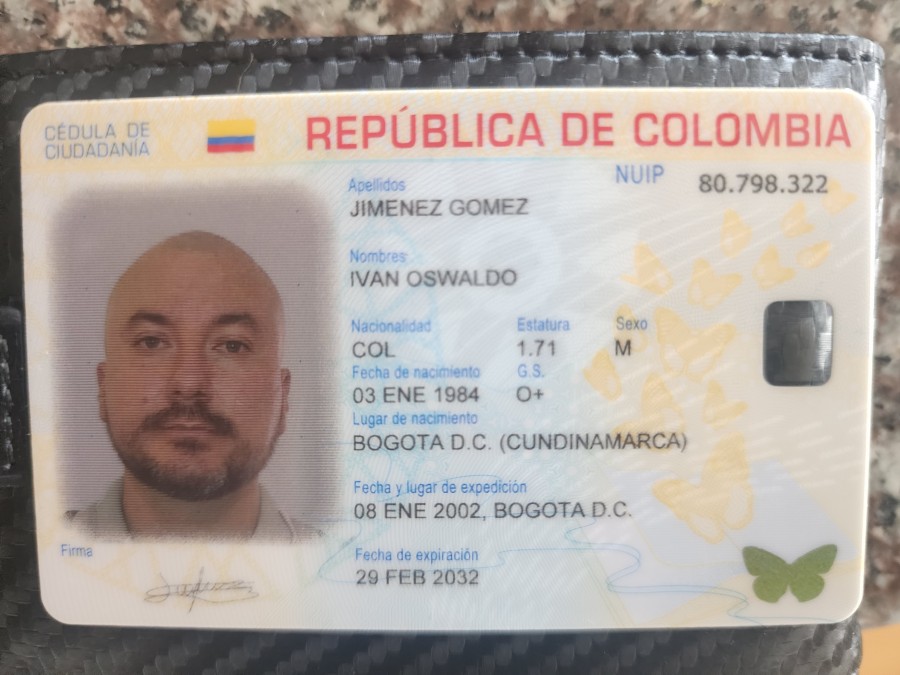 CÉDULA DE
CIUDADANÍA
REPÚBLICA DE COLOMBIA
NUIP 80.798.322
Apellidos
JIMENEZ GOMEZ
Nombres
IVAN OSWALDO
Nacionalidad Estatura Sexo
COL 1.71 M
Fecha de nacimiento G.S.
03 ENE 1984 O+
Lugar de nacimiento
BOGOTA D.C. (CUNDINAMARCA)
Fecha y lugar de expedición
08 ENE 2002, BOGOTA D.C.
Fecha de expiración
29 FEB 2032
Firma